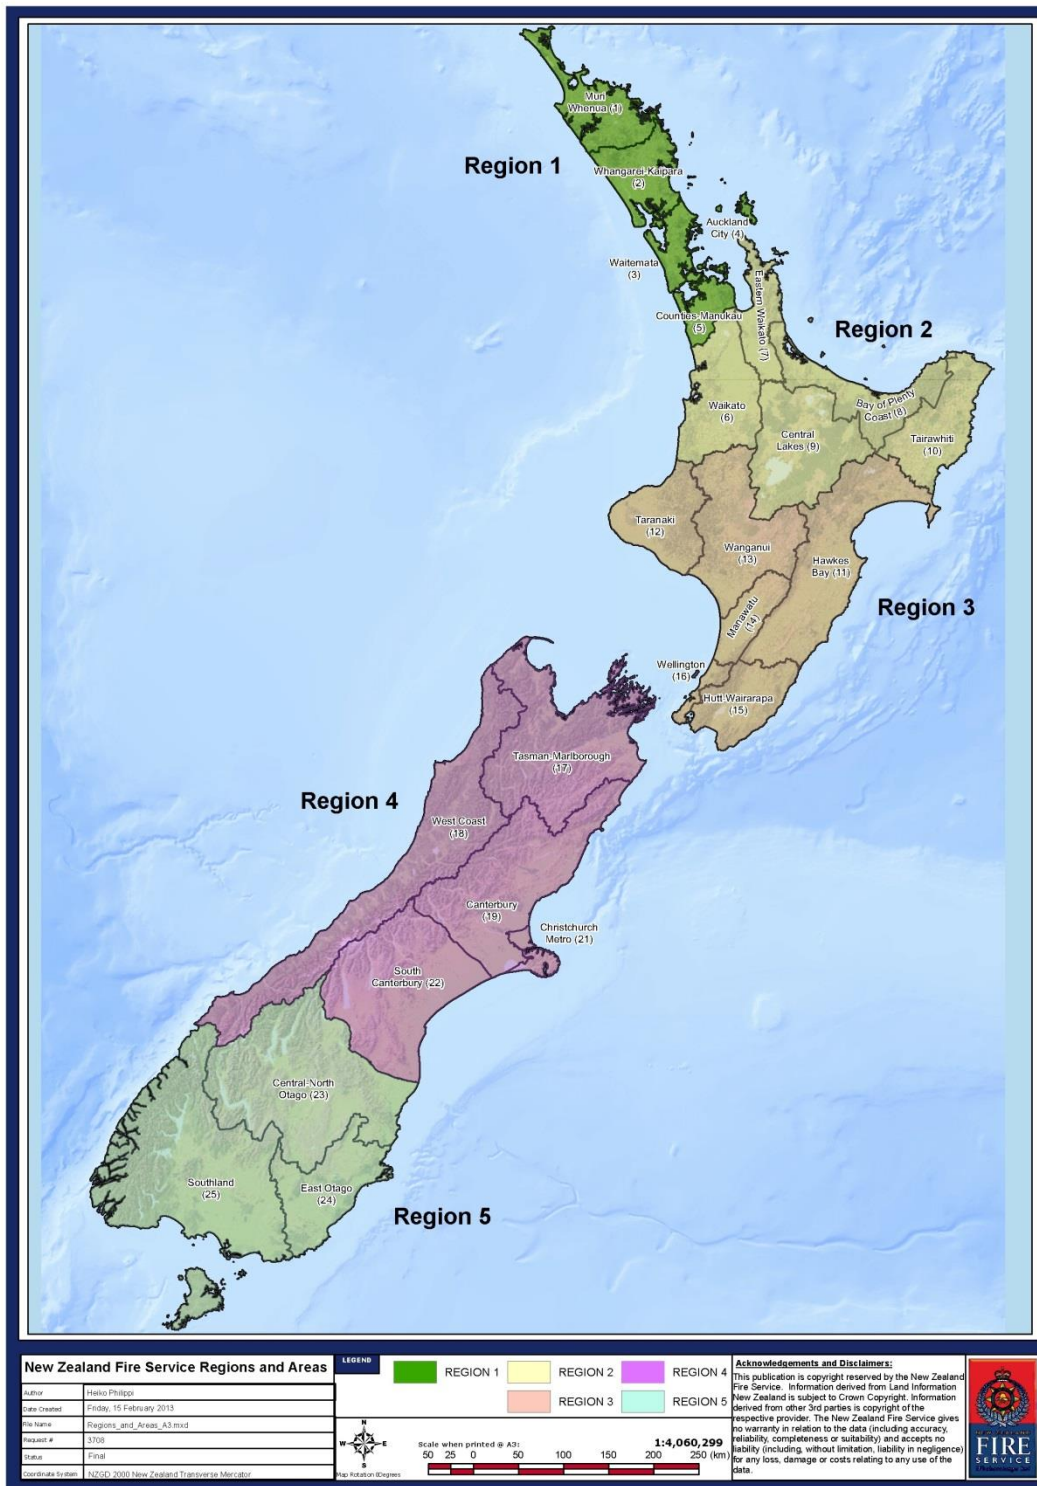 Muri
Whenua (1)
Region 1
Whangarei-Kaipara
(2)
Auckland
City (4)
Waitemata
(3)
Eastern Waikato (7)
Counties-Manukau
(5)
Region 2
Waikato
(6)
Bay of Plenty
Coast (8)
Central
Lakes (9)
Tairawhiti
(10)
Taranaki
(12)
Wanganui
(13)
Hawkes
Bay (11)
Manawatu
(14)
Region 3
Wellington
(16)
Hutt-Wairarapa
(15)
Tasman-Marlborough
(17)
Region 4
West Coast
(18)
Canterbury
(19)
Christchurch
Metro (21)
South
Canterbury (22)
Central-North
Otago (23)
Southland
(25)
East Otago
(24)
Region 5
New Zealand Fire Service Regions and Areas
Author Heiko Philippi
Date Created Friday, 15 February 2013
File Name Regions_and_Areas_A3.mxd
Request # 3708
Status Final
Coordinate System NZGD 2000 New Zealand Transverse Mercator
LEGEND
REGION 1 REGION 2 REGION 4
REGION 3 REGION 5
N
W E
S
Map Rotation 0Degrees
Scale when printed @ A3: 1:4,060,299
50 25 0 50 100 150 200 250 (km)
Acknowledgements and Disclaimers:
This publication is copyright reserved by the New Zealand
Fire Service. Information derived from Land Information
New Zealand is subject to Crown Copyright. Information
derived from other 3rd parties is copyright of the
respective provider. The New Zealand Fire Service gives
no warranty in relation to the data (including accuracy,
reliability, completeness or suitability) and accepts no
liability (including, without limitation, liability in negligence)
for any loss, damage or costs relating to any use of the
data.
NEW ZEALAND
FIRE
SERVICE